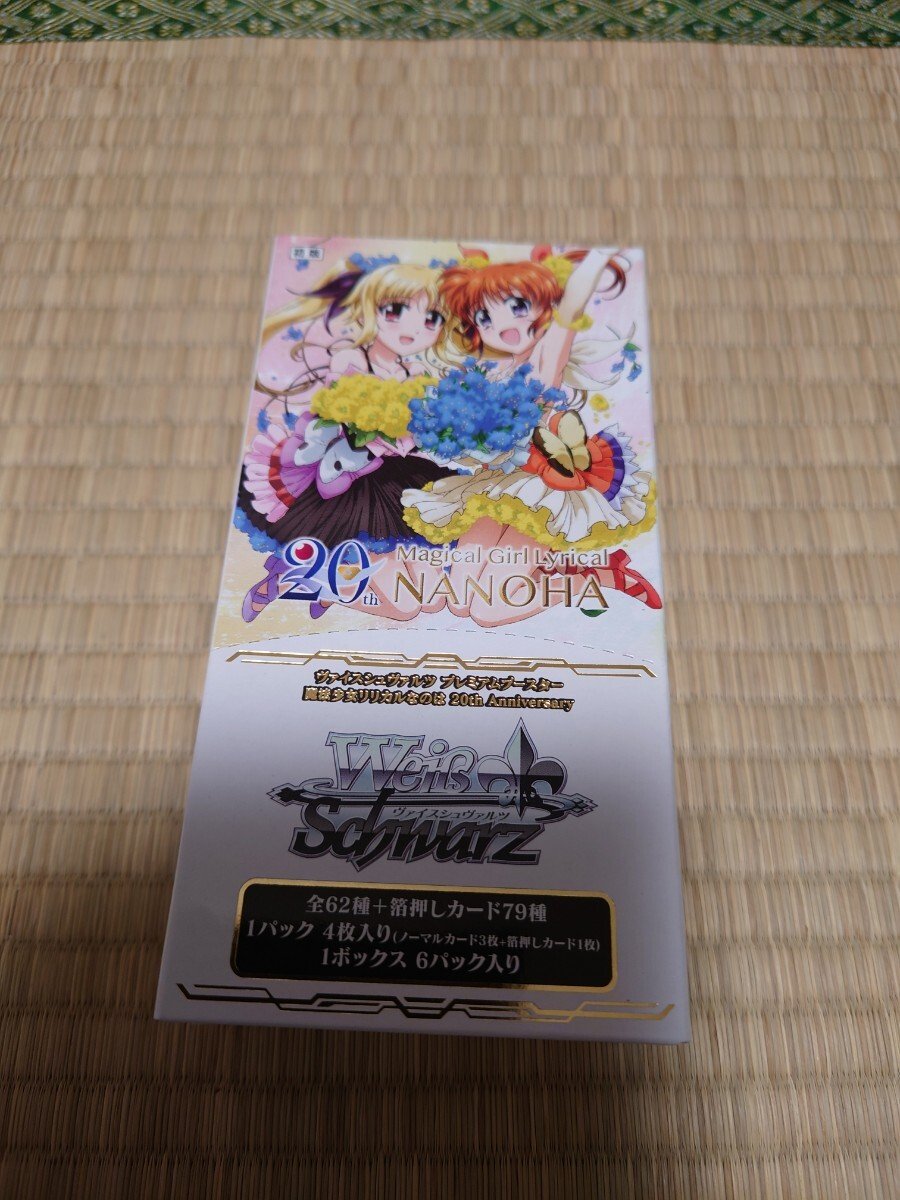 初版
20th
Magical Girl Lyrical
NANOHA
ヴァイスシュヴァルツ プレミアムブースター
魔法少女リリカルなのは 20th Anniversary
Weiß
Schwarz
ヴァイスシュヴァルツ
全62種+箔押しカード79種
1パック 4枚入り(ノーマルカード3枚+箔押しカード1枚)
1ボックス 6パック入り